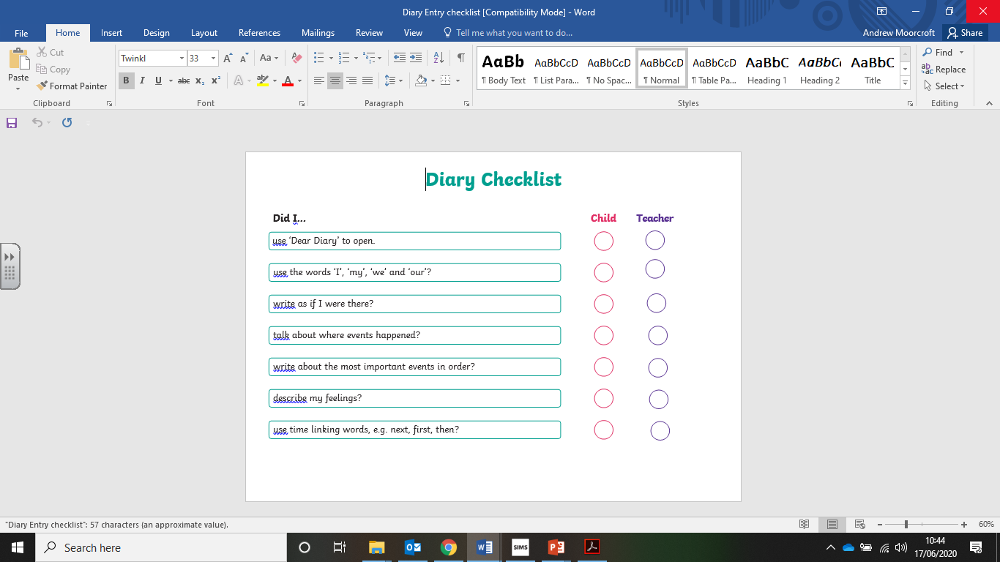 Diary Entry checklist [Compatibility Mode] - Word
File Home Insert Design Layout References Mailings Review View Tell me what you want to do... Andrew Moorcroft Share
Paste
Cut
Copy
Format Painter
Clipboard
Twinkl 33 Aa
B I U abc x₂ x² A ab A
Font
Paragraph
AaBb AaBbCcD AaBbCcD AaBbCcD AaBbCcD AaBbC AaBbC AaBbC
¶ Body Text ¶ List Para... ¶ No Spac... ¶ Normal ¶ Table Pa... Heading 1 Heading 2 Title
Styles
Find
Replace
Select
Editing
Diary Checklist
Did I... Child Teacher
use ‘Dear Diary’ to open.
use the words ‘I’, ‘my’, ‘we’ and ‘our’?
write as if I were there?
talk about where events happened?
write about the most important events in order?
describe my feelings?
use time linking words, e.g. next, first, then?
"Diary Entry checklist": 57 characters (an approximate value). 60%
Search here SIMS 10:44
17/06/2020